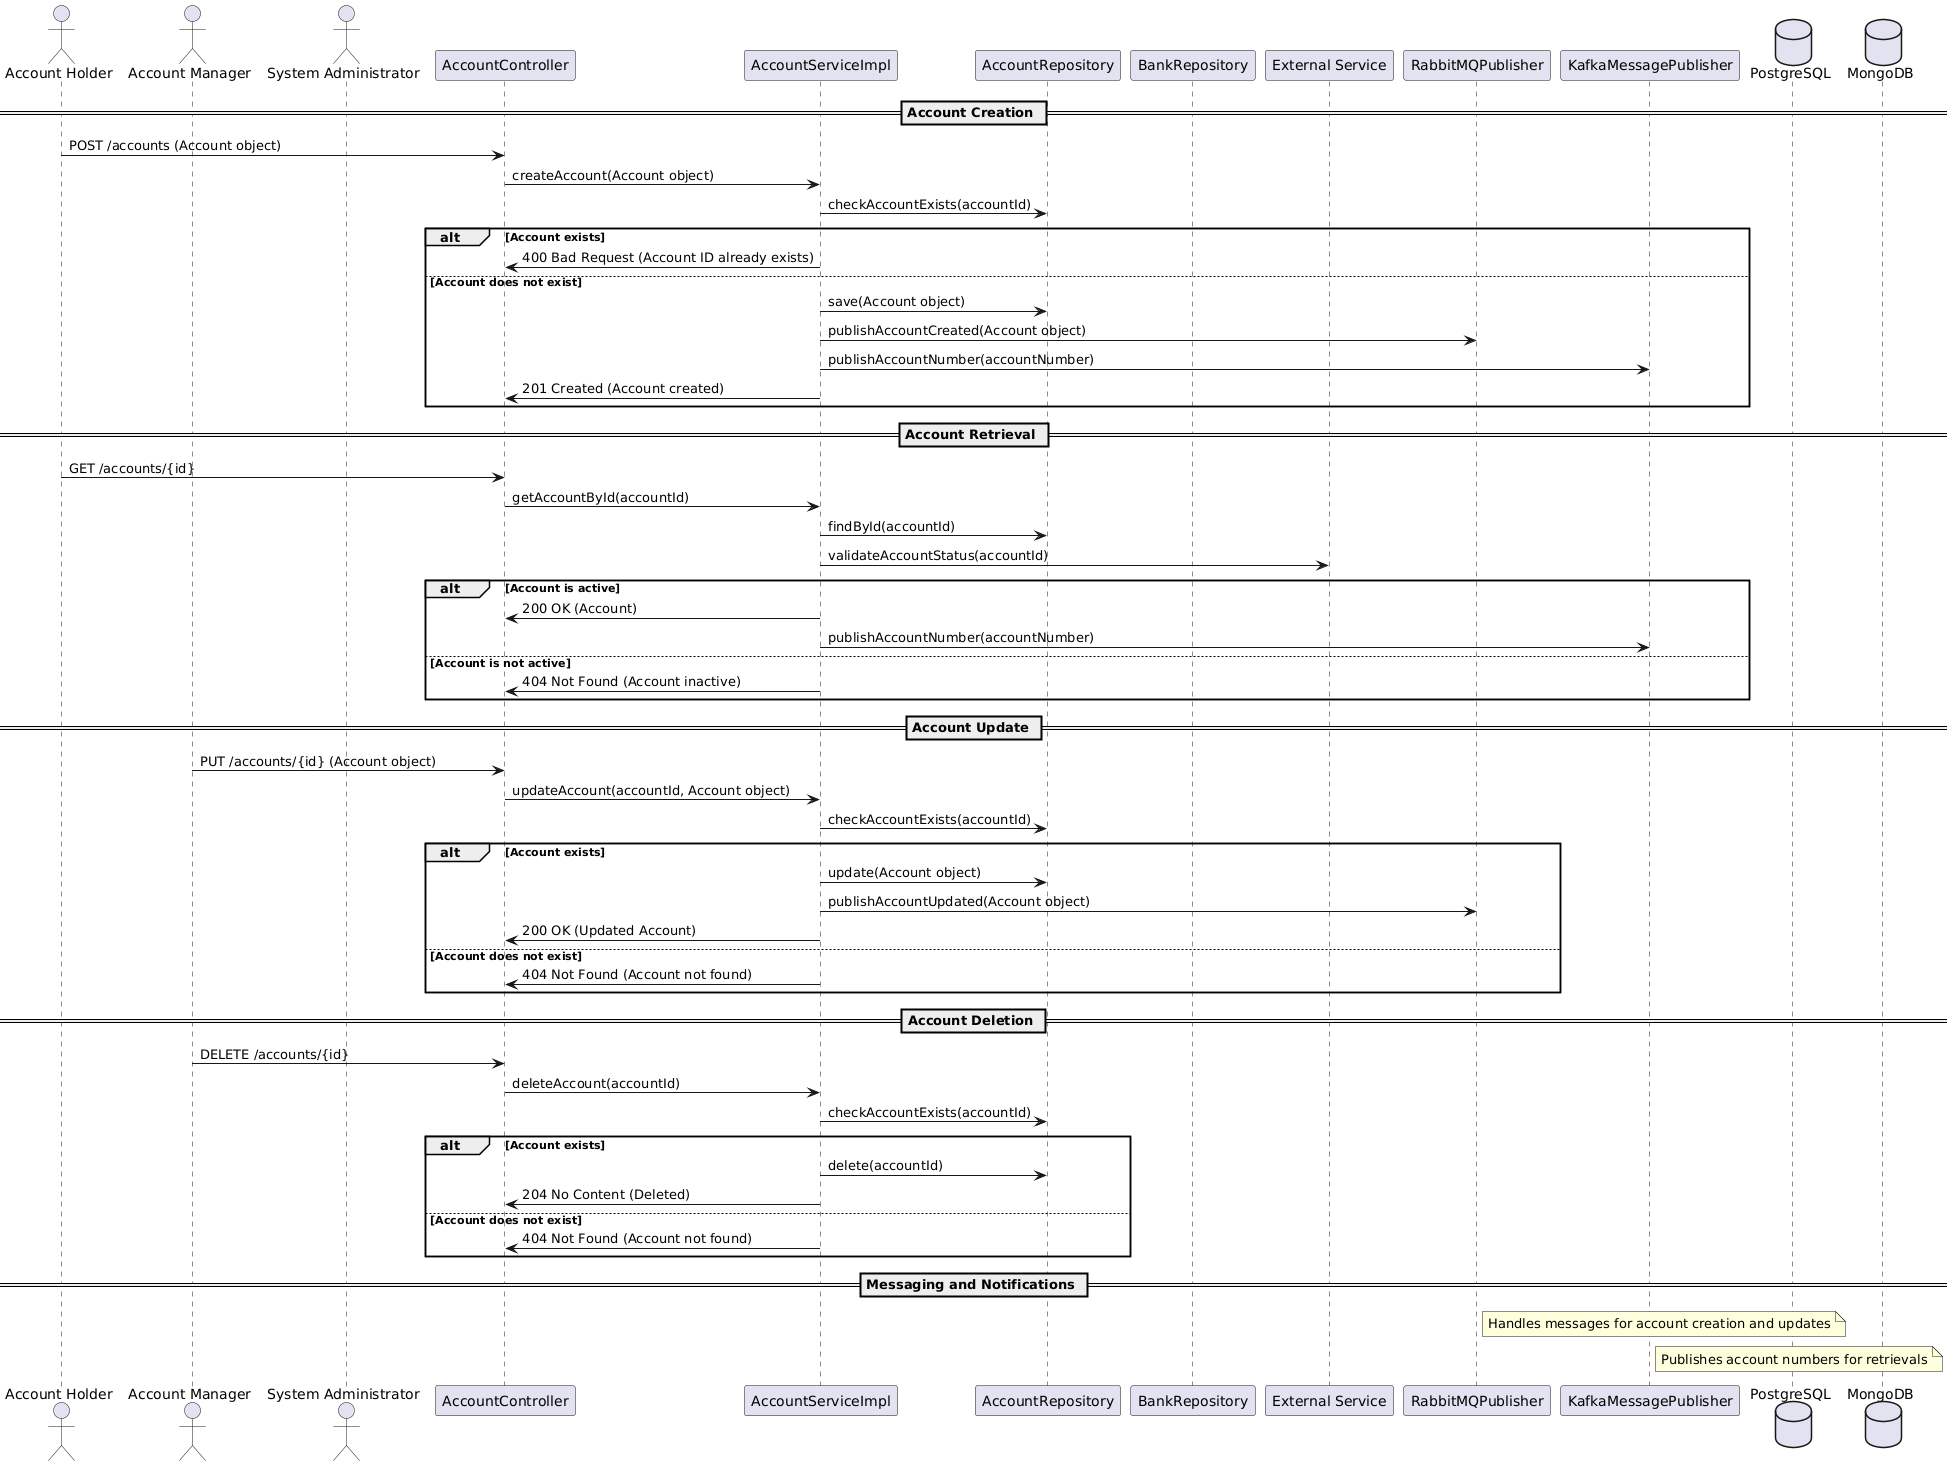 Account Holder
Account Manager
System Administrator
AccountController
AccountServiceImpl
AccountRepository
BankRepository
External Service
RabbitMQPublisher
KafkaMessagePublisher
PostgreSQL
MongoDB
Account Creation
POST /accounts (Account object)
createAccount(Account object)
checkAccountExists(accountId)
alt
[Account exists]
400 Bad Request (Account ID already exists)
[Account does not exist]
save(Account object)
publishAccountCreated(Account object)
publishAccountNumber(accountNumber)
201 Created (Account created)
Account Retrieval
GET /accounts/{id}
getAccountById(accountId)
findById(accountId)
validateAccountStatus(accountId)
alt
[Account is active]
200 OK (Account)
publishAccountNumber(accountNumber)
[Account is not active]
404 Not Found (Account inactive)
Account Update
PUT /accounts/{id} (Account object)
updateAccount(accountId, Account object)
checkAccountExists(accountId)
alt
[Account exists]
update(Account object)
publishAccountUpdated(Account object)
200 OK (Updated Account)
[Account does not exist]
404 Not Found (Account not found)
Account Deletion
DELETE /accounts/{id}
deleteAccount(accountId)
checkAccountExists(accountId)
alt
[Account exists]
delete(accountId)
204 No Content (Deleted)
[Account does not exist]
404 Not Found (Account not found)
Messaging and Notifications
Handles messages for account creation and updates
Publishes account numbers for retrievals
Account Holder
Account Manager
System Administrator
AccountController
AccountServiceImpl
AccountRepository
BankRepository
External Service
RabbitMQPublisher
KafkaMessagePublisher
PostgreSQL
MongoDB